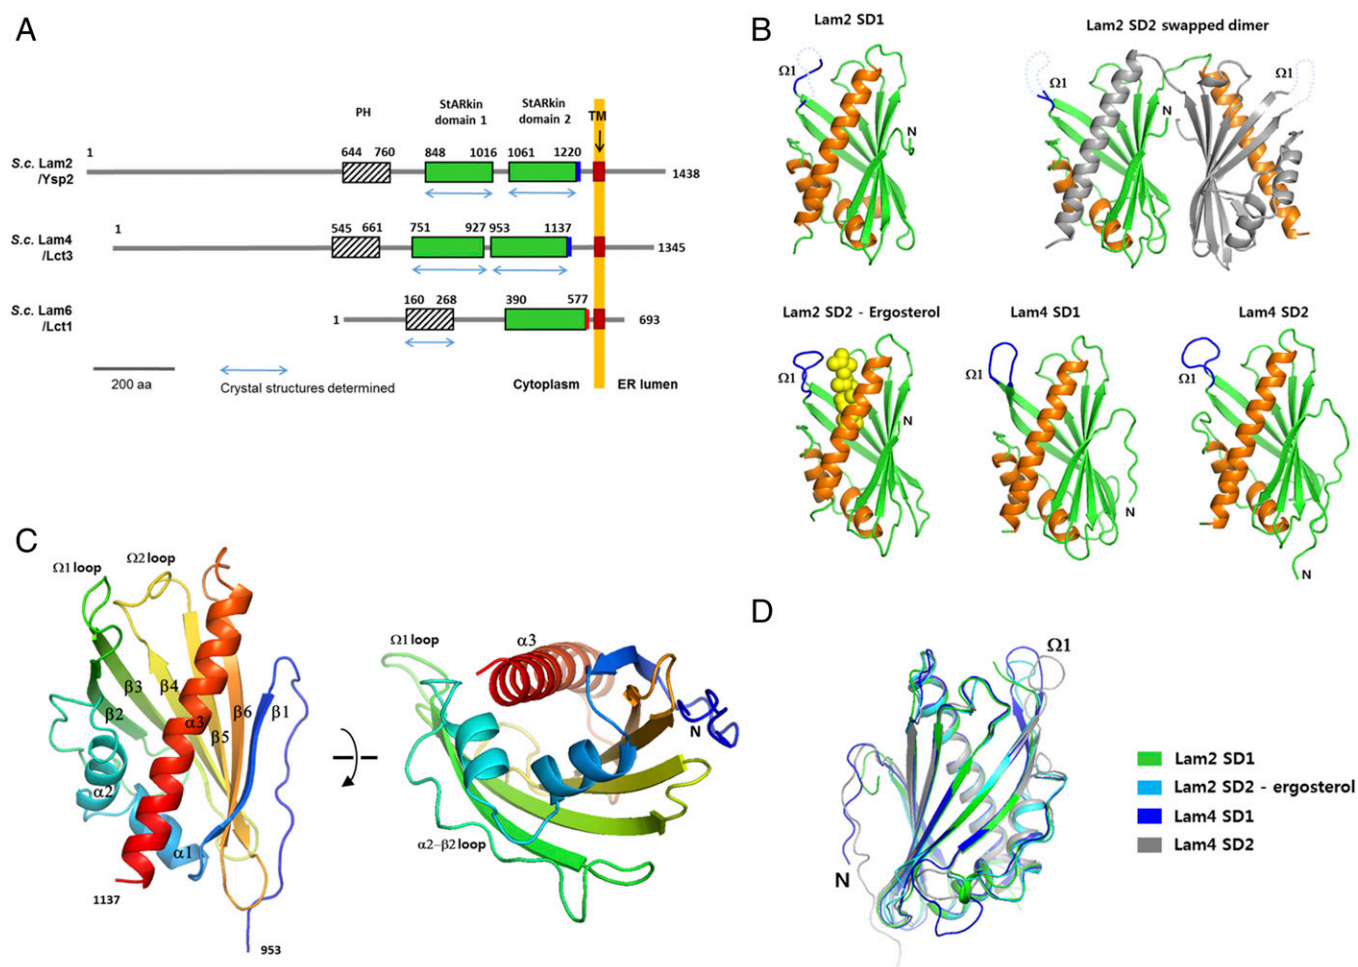 A
PH
StARkin domain 1
StARkin domain 2
TM
S.c. Lam2 /Ysp2
1
644 760
848 1016
1061 1220
1438
S.c. Lam4 /Lct3
1
545 661
751 927
953 1137
1345
S.c. Lam6 /Lct1
1
160 268
390 577
693
200 aa
Crystal structures determined
Cytoplasm
ER lumen
B
Lam2 SD1
Ω1
N
Lam2 SD2 swapped dimer
Ω1
N
Ω1
Lam2 SD2 - Ergosterol
Ω1
N
Lam4 SD1
Ω1
N
Lam4 SD2
Ω1
N
C
Ω1 loop
Ω2 loop
β3
β4
β2
α3
β6
β1
β5
α2
α1
1137
953
Ω1 loop
α3
N
α2–β2 loop
D
Ω1
N
Lam2 SD1
Lam2 SD2 - ergosterol
Lam4 SD1
Lam4 SD2